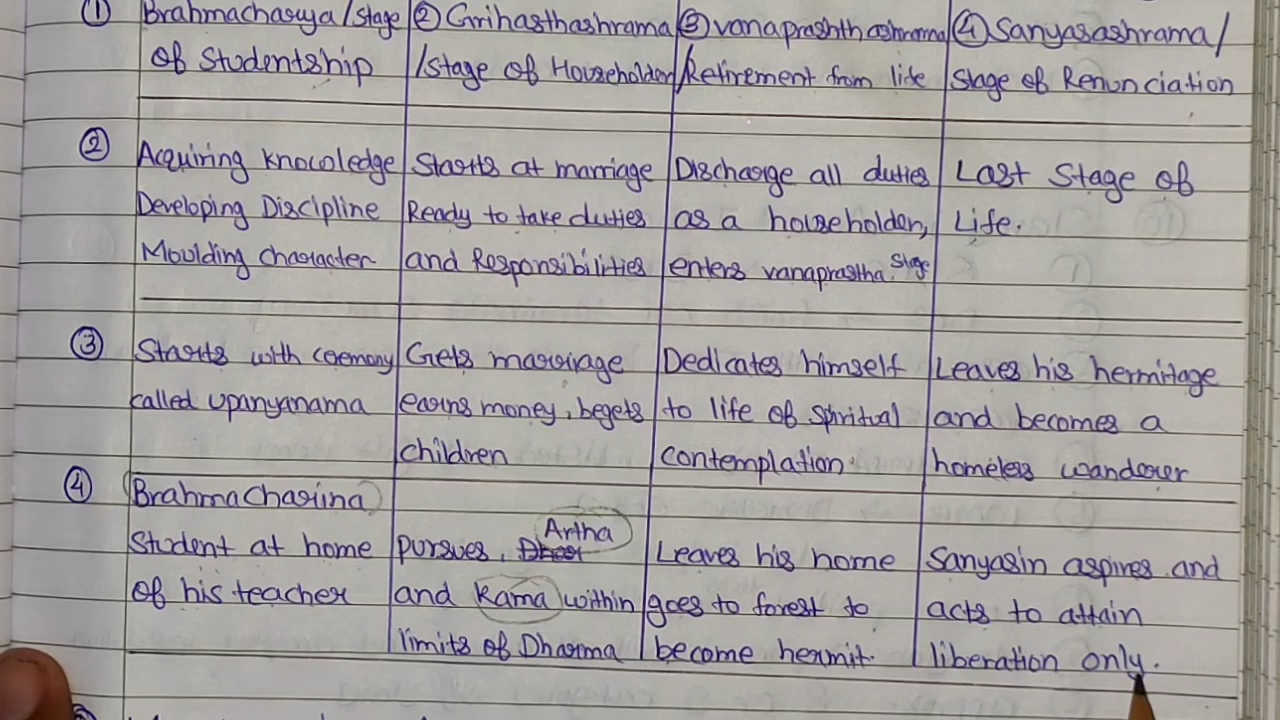 ① Brahmacharya / Stage of Studentship
② Grihasthashrama / Stage of Householder
③ vanaprashthashrama / Retirement from life
④ Sanyasashrama / Stage of Renunciation
② Acquiring knowledge
Developing Discipline
Moulding character
Starts at marriage
Ready to take duties
and Responsibilities
Discharge all duties
as a householder,
enters vanaprastha stage
Last Stage of
Life.
③ Starts with ceremony
called upanyanama
Gets marriage
earns money, begets
children
Dedicates himself
to life of spiritual
contemplation.
Leaves his hermitage
and becomes a
homeless wanderer
④ Brahmachariina
Student at home
of his teacher
pursues, Artha
and Kama within
limits of Dharma
Leaves his home
goes to forest to
become hermit.
Sanyasin aspires and
acts to attain
liberation only.